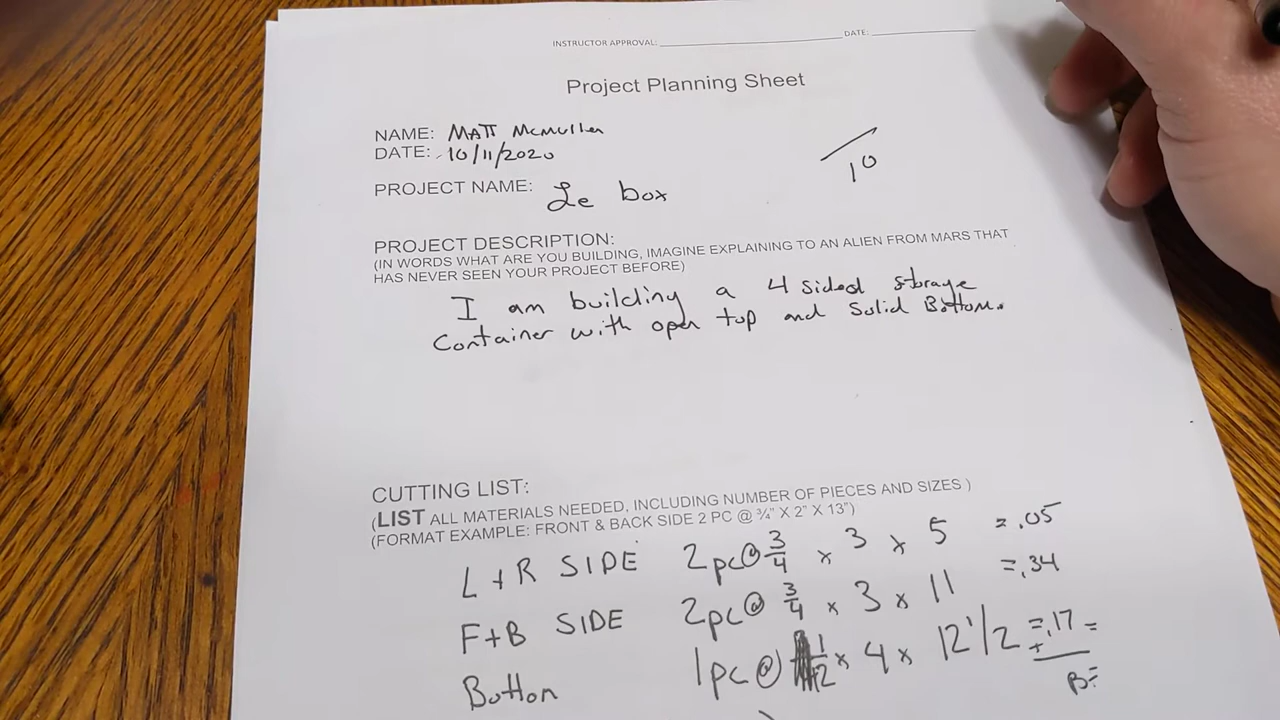 INSTRUCTOR APPROVAL: DATE:
Project Planning Sheet
NAME: MATT McMullen
DATE: 10/11/2020
/10
PROJECT NAME: Le box
PROJECT DESCRIPTION:
(IN WORDS WHAT ARE YOU BUILDING, IMAGINE EXPLAINING TO AN ALIEN FROM MARS THAT
HAS NEVER SEEN YOUR PROJECT BEFORE)
I am building a 4 sided storage
Container with open top and Solid Bottom.
CUTTING LIST:
(LIST ALL MATERIALS NEEDED, INCLUDING NUMBER OF PIECES AND SIZES )
(FORMAT EXAMPLE: FRONT & BACK SIDE 2 PC @ ¾" X 2" X 13")
L + R SIDE 2pc@ 3/4 x 3 x 5 = .05
F+B SIDE 2pc@ 3/4 x 3 x 11 = .34
Button 1pc@ 1/2 x 4 x 12 1/2 = .17 =
+
B=